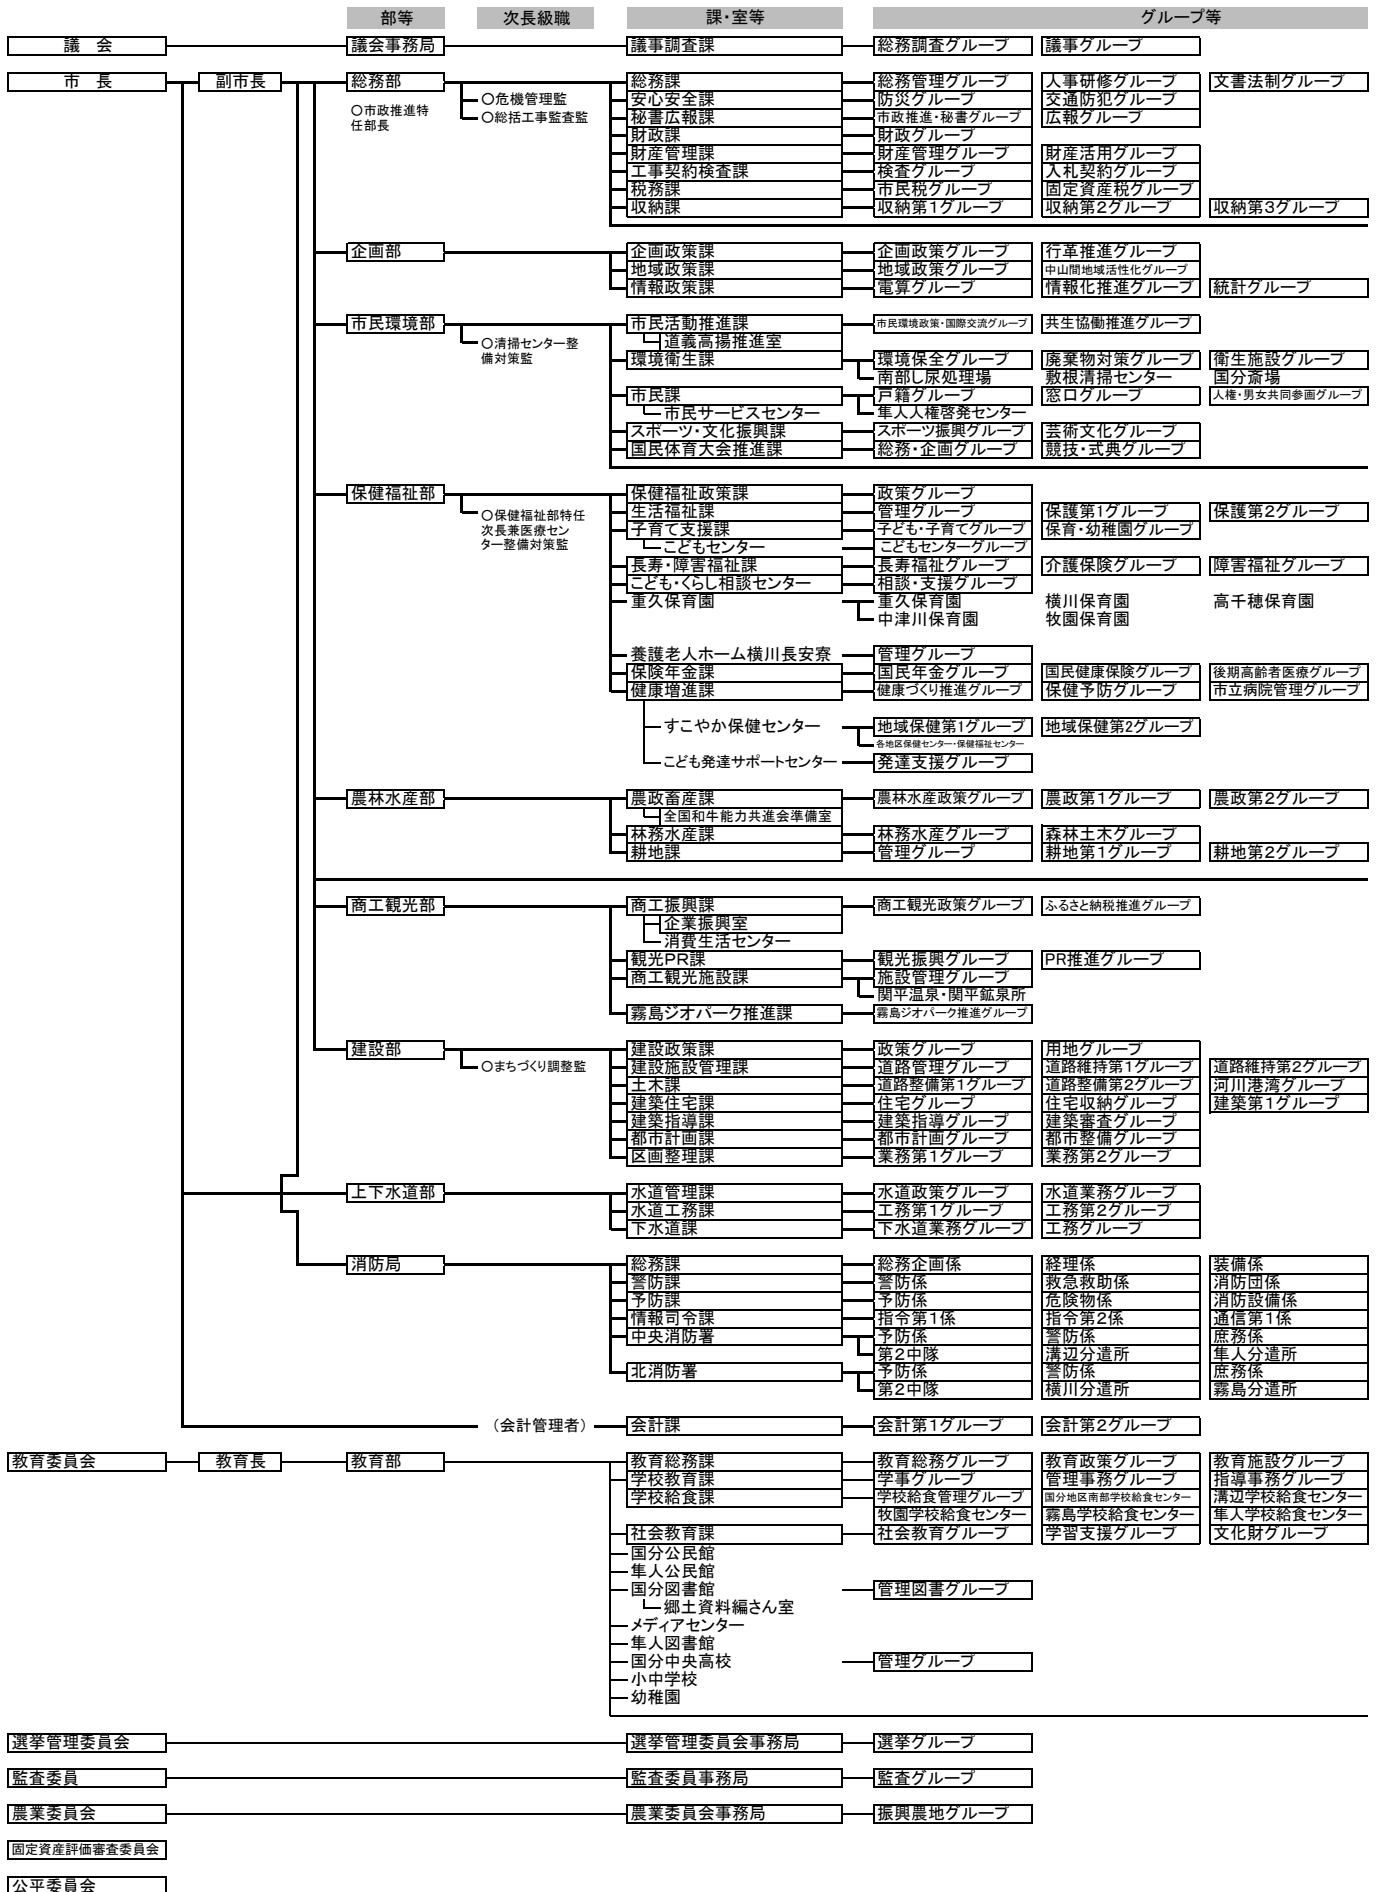 部等 次長級職 課・室等 グループ等
議　会 議会事務局 議事調査課 総務調査グループ 議事グループ
市　長 副市長 総務部 総務課 総務管理グループ 人事研修グループ 文書法制グループ
〇危機管理監 安心安全課 防災グループ 交通防犯グループ
〇市政推進特
任部長
〇総括工事監査監 秘書広報課 市政推進・秘書グループ 広報グループ
財政課 財政グループ
財産管理課 財産管理グループ 財産活用グループ
工事契約検査課 検査グループ 入札契約グループ
税務課 市民税グループ 固定資産税グループ
収納課 収納第1グループ 収納第2グループ 収納第3グループ
企画部 企画政策課 企画政策グループ 行革推進グループ
地域政策課 地域政策グループ 中山間地域活性化グループ
情報政策課 電算グループ 情報化推進グループ 統計グループ
市民環境部 市民活動推進課 市民環境政策・国際交流グループ 共生協働推進グループ
〇清掃センター整
備対策監
道義高揚推進室
環境衛生課 環境保全グループ 廃棄物対策グループ 衛生施設グループ
南部し尿処理場 敷根清掃センター 国分斎場
市民課 戸籍グループ 窓口グループ 人権・男女共同参画グループ
市民サービスセンター 隼人人権啓発センター
スポーツ・文化振興課 スポーツ振興グループ 芸術文化グループ
国民体育大会推進課 総務・企画グループ 競技・式典グループ
保健福祉部 保健福祉政策課 政策グループ
〇保健福祉部特任
次長兼医療セン
ター整備対策監
生活福祉課 管理グループ 保護第1グループ 保護第2グループ
子育て支援課 子ども・子育てグループ 保育・幼稚園グループ
こどもセンター こどもセンターグループ
長寿・障害福祉課 長寿福祉グループ 介護保険グループ 障害福祉グループ
こども・くらし相談センター 相談・支援グループ
重久保育園 重久保育園 横川保育園 高千穂保育園
中津川保育園 牧園保育園
養護老人ホーム横川長安寮 管理グループ
保険年金課 国民年金グループ 国民健康保険グループ 後期高齢者医療グループ
健康増進課 健康づくり推進グループ 保健予防グループ 市立病院管理グループ
すこやか保健センター 地域保健第1グループ 地域保健第2グループ
各地区保健センター・保健福祉センター
こども発達サポートセンター 発達支援グループ
農林水産部 農政畜産課 農林水産政策グループ 農政第1グループ 農政第2グループ
全国和牛能力共進会準備室
林務水産課 林務水産グループ 森林土木グループ
耕地課 管理グループ 耕地第1グループ 耕地第2グループ
商工観光部 商工振興課 商工観光政策グループ ふるさと納税推進グループ
企業振興室
消費生活センター
観光PR課 観光振興グループ PR推進グループ
商工観光施設課 施設管理グループ
関平温泉・関平鉱泉所
霧島ジオパーク推進課 霧島ジオパーク推進グループ
建設部 建設政策課 政策グループ 用地グループ
〇まちづくり調整監 建設施設管理課 道路管理グループ 道路維持第1グループ 道路維持第2グループ
土木課 道路整備第1グループ 道路整備第2グループ 河川港湾グループ
建築住宅課 住宅グループ 住宅収納グループ 建築第1グループ
建築指導課 建築指導グループ 建築審査グループ
都市計画課 都市計画グループ 都市整備グループ
区画整理課 業務第1グループ 業務第2グループ
上下水道部 水道管理課 水道政策グループ 水道業務グループ
水道工務課 工務第1グループ 工務第2グループ
下水道課 下水道業務グループ 工務グループ
消防局 総務課 総務企画係 経理係 装備係
警防課 警防係 救急救助係 消防団係
予防課 予防係 危険物係 消防設備係
情報司令課 指令第1係 指令第2係 通信第1係
中央消防署 予防係 警防係 庶務係
第2中隊 溝辺分遣所 隼人分遣所
北消防署 予防係 警防係 庶務係
第2中隊 横川分遣所 霧島分遣所
（会計管理者） 会計課 会計第1グループ 会計第2グループ
教育委員会 教育長 教育部 教育総務課 教育総務グループ 教育政策グループ 教育施設グループ
学校教育課 学事グループ 管理事務グループ 指導事務グループ
学校給食課 学校給食管理グループ 国分地区南部学校給食センター 溝辺学校給食センター
牧園学校給食センター 霧島学校給食センター 隼人学校給食センター
社会教育課 社会教育グループ 学習支援グループ 文化財グループ
国分公民館
隼人公民館
国分図書館 管理図書グループ
郷土資料編さん室
メディアセンター
隼人図書館
国分中央高校 管理グループ
小中学校
幼稚園
選挙管理委員会 選挙管理委員会事務局 選挙グループ
監査委員 監査委員事務局 監査グループ
農業委員会 農業委員会事務局 振興農地グループ
固定資産評価審査委員会
公平委員会